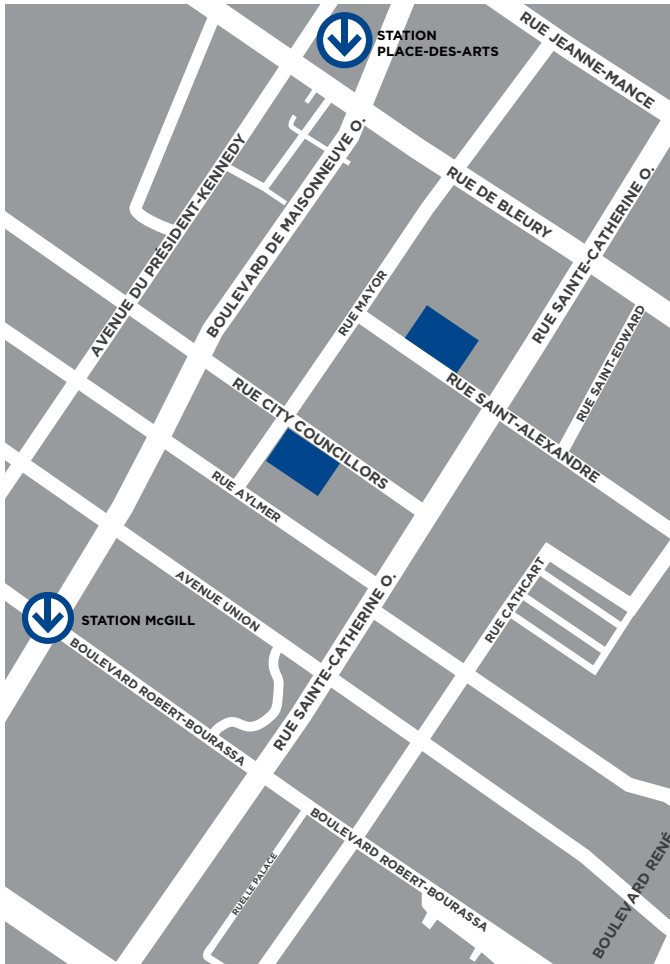 STATION
PLACE-DES-ARTS
RUE JEANNE-MANCE
AVENUE DU PRÉSIDENT-KENNEDY
BOULEVARD DE MAISONNEUVE O.
RUE DE BLEURY
RUE SAINTE-CATHERINE O.
RUE MAYOR
RUE SAINT-EDWARD
RUE SAINT-ALEXANDRE
RUE CITY COUNCILLORS
RUE AYLMER
AVENUE UNION
RUE CATHCART
STATION McGILL
RUE SAINTE-CATHERINE O.
BOULEVARD ROBERT-BOURASSA
BOULEVARD ROBERT-BOURASSA
RUELLE PALACE
BOULEVARD RENÉ